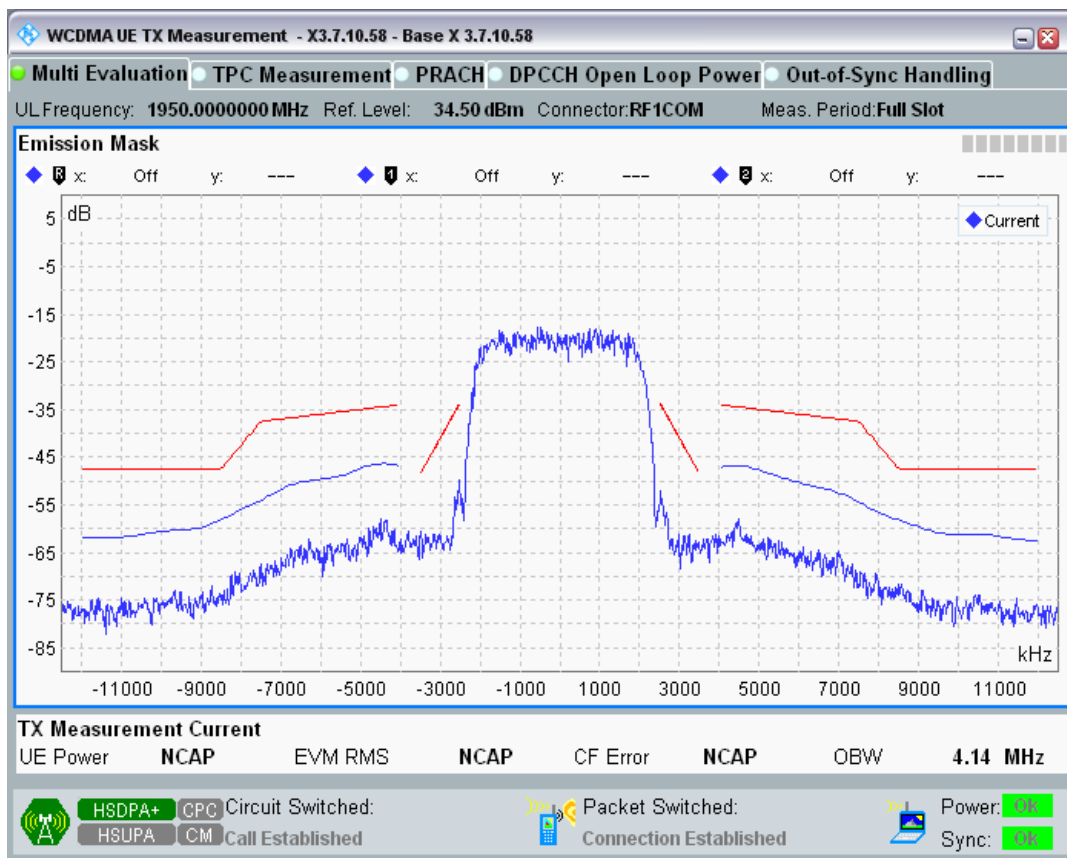 WCDMA UE TX Measurement - X3.7.10.58 - Base X 3.7.10.58
Multi Evaluation TPC Measurement PRACH DPCCH Open Loop Power Out-of-Sync Handling
UL Frequency: 1950.0000000 MHz Ref. Level: 34.50 dBm Connector:RF1COM Meas. Period:Full Slot
Emission Mask
R x: Off y: --- 1 x: Off y: --- 2 x: Off y: ---
dB
Current
5
-5
-15
-25
-35
-45
-55
-65
-75
-85
kHz
-11000 -9000 -7000 -5000 -3000 -1000 1000 3000 5000 7000 9000 11000
TX Measurement Current
UE Power NCAP EVM RMS NCAP CF Error NCAP OBW 4.14 MHz
HSDPA+ CPC Circuit Switched: Packet Switched: Power: Ok
HSUPA CM Call Established Connection Established Sync: Ok